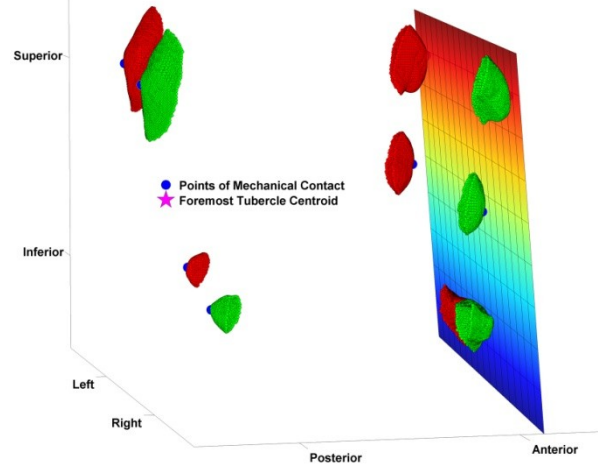 Superior
Points of Mechanical Contact
Foremost Tubercle Centroid
Inferior
Left
Right
Posterior
Anterior